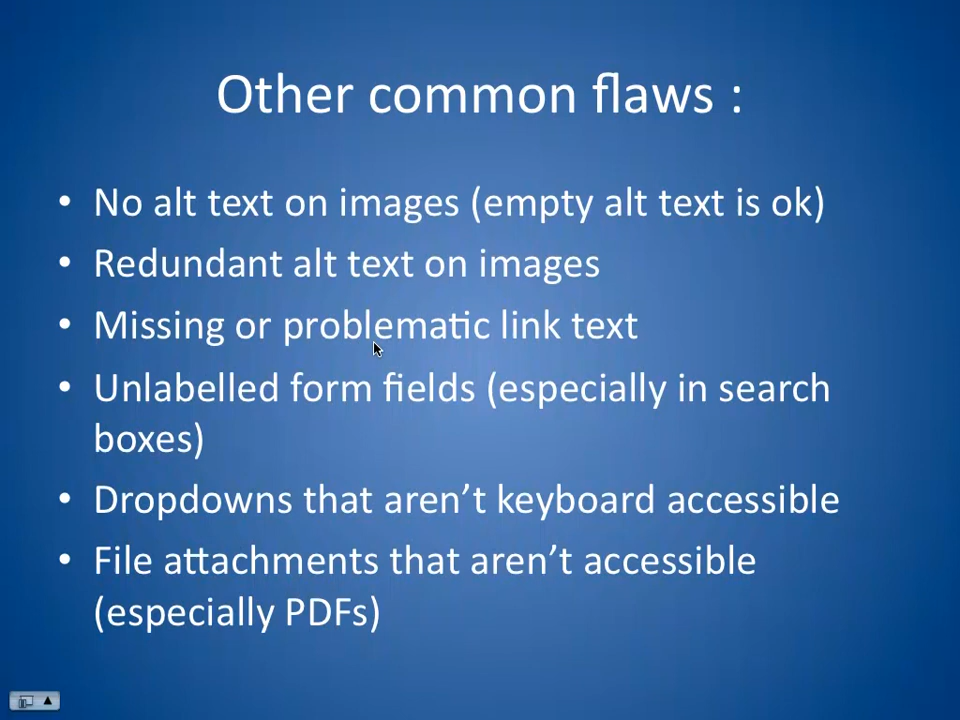 Other common flaws :
• No alt text on images (empty alt text is ok)
• Redundant alt text on images
• Missing or problematic link text
• Unlabelled form fields (especially in search
boxes)
• Dropdowns that aren’t keyboard accessible
• File attachments that aren’t accessible
(especially PDFs)